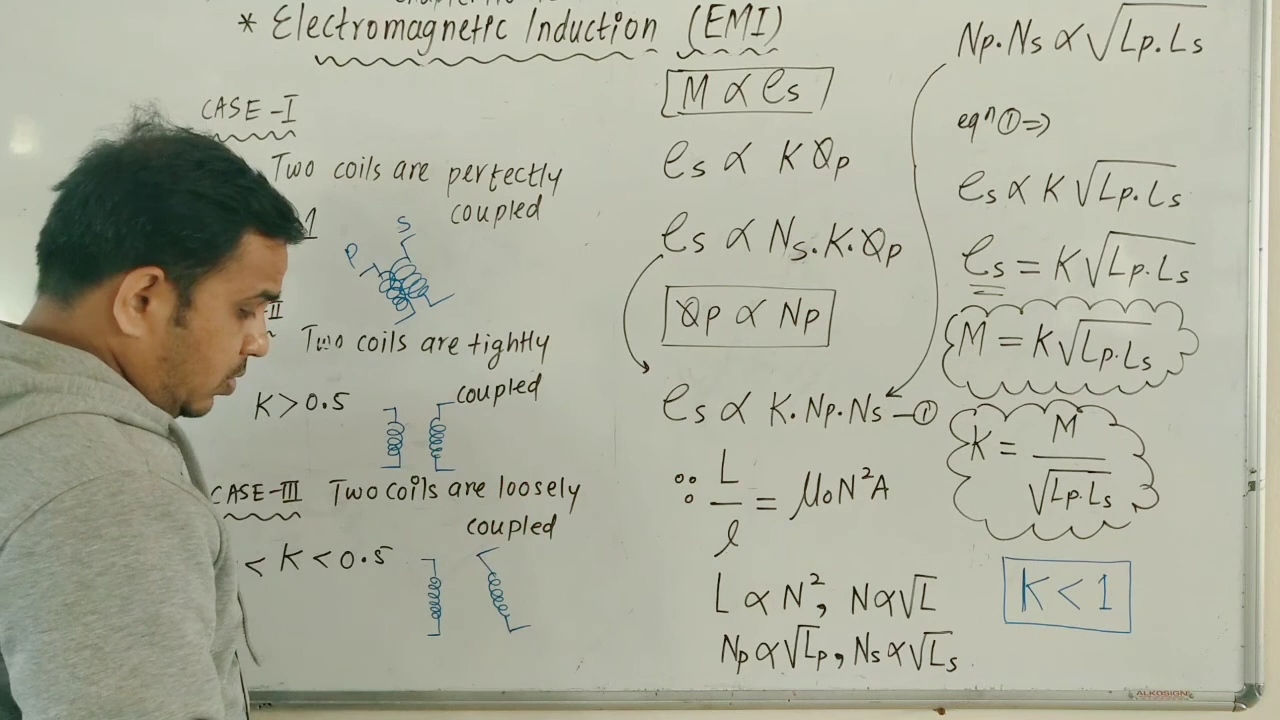 * Electromagnetic Induction (EMI)
CASE-I
Two coils are perfectly
coupled
1
S
P
II
Two coils are tightly
coupled
K > 0.5
CASE-III Two coils are loosely
coupled
< K < 0.5
M ∝ es
es ∝ K Øp
es ∝ Ns.K.Øp
Øp ∝ Np
es ∝ K.Np.Ns —①
∵ L/l = μ₀N²A
L ∝ N², N ∝ √L
Np ∝ √Lp, Ns ∝ √Ls
Np.Ns ∝ √Lp.Ls
eqⁿ ① ⇒
es ∝ K√Lp.Ls
es = K√Lp.Ls
M = K√Lp.Ls
K = M/√Lp.Ls
K < 1
ALKOSIGN